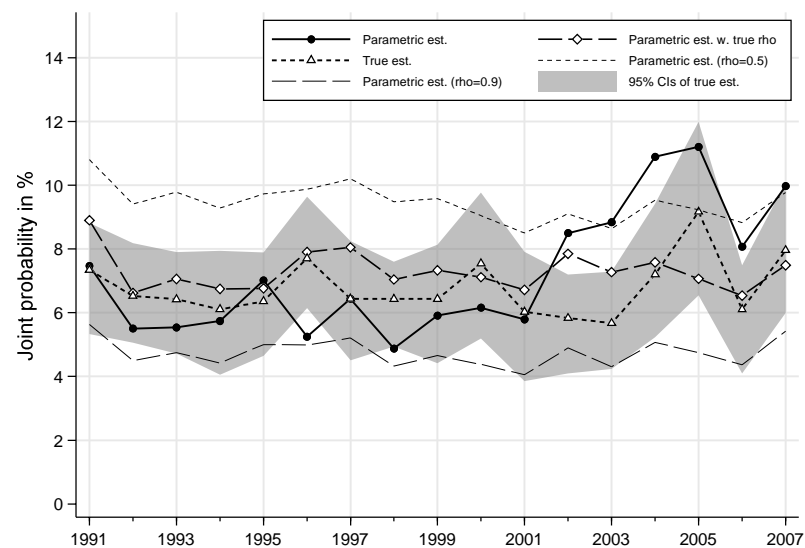 Parametric est.
True est.
Parametric est. (rho=0.9)
Parametric est. w. true rho
Parametric est. (rho=0.5)
95% CIs of true est.
Joint probability in %
14
12
10
8
6
4
2
0
1991 1993 1995 1997 1999 2001 2003 2005 2007